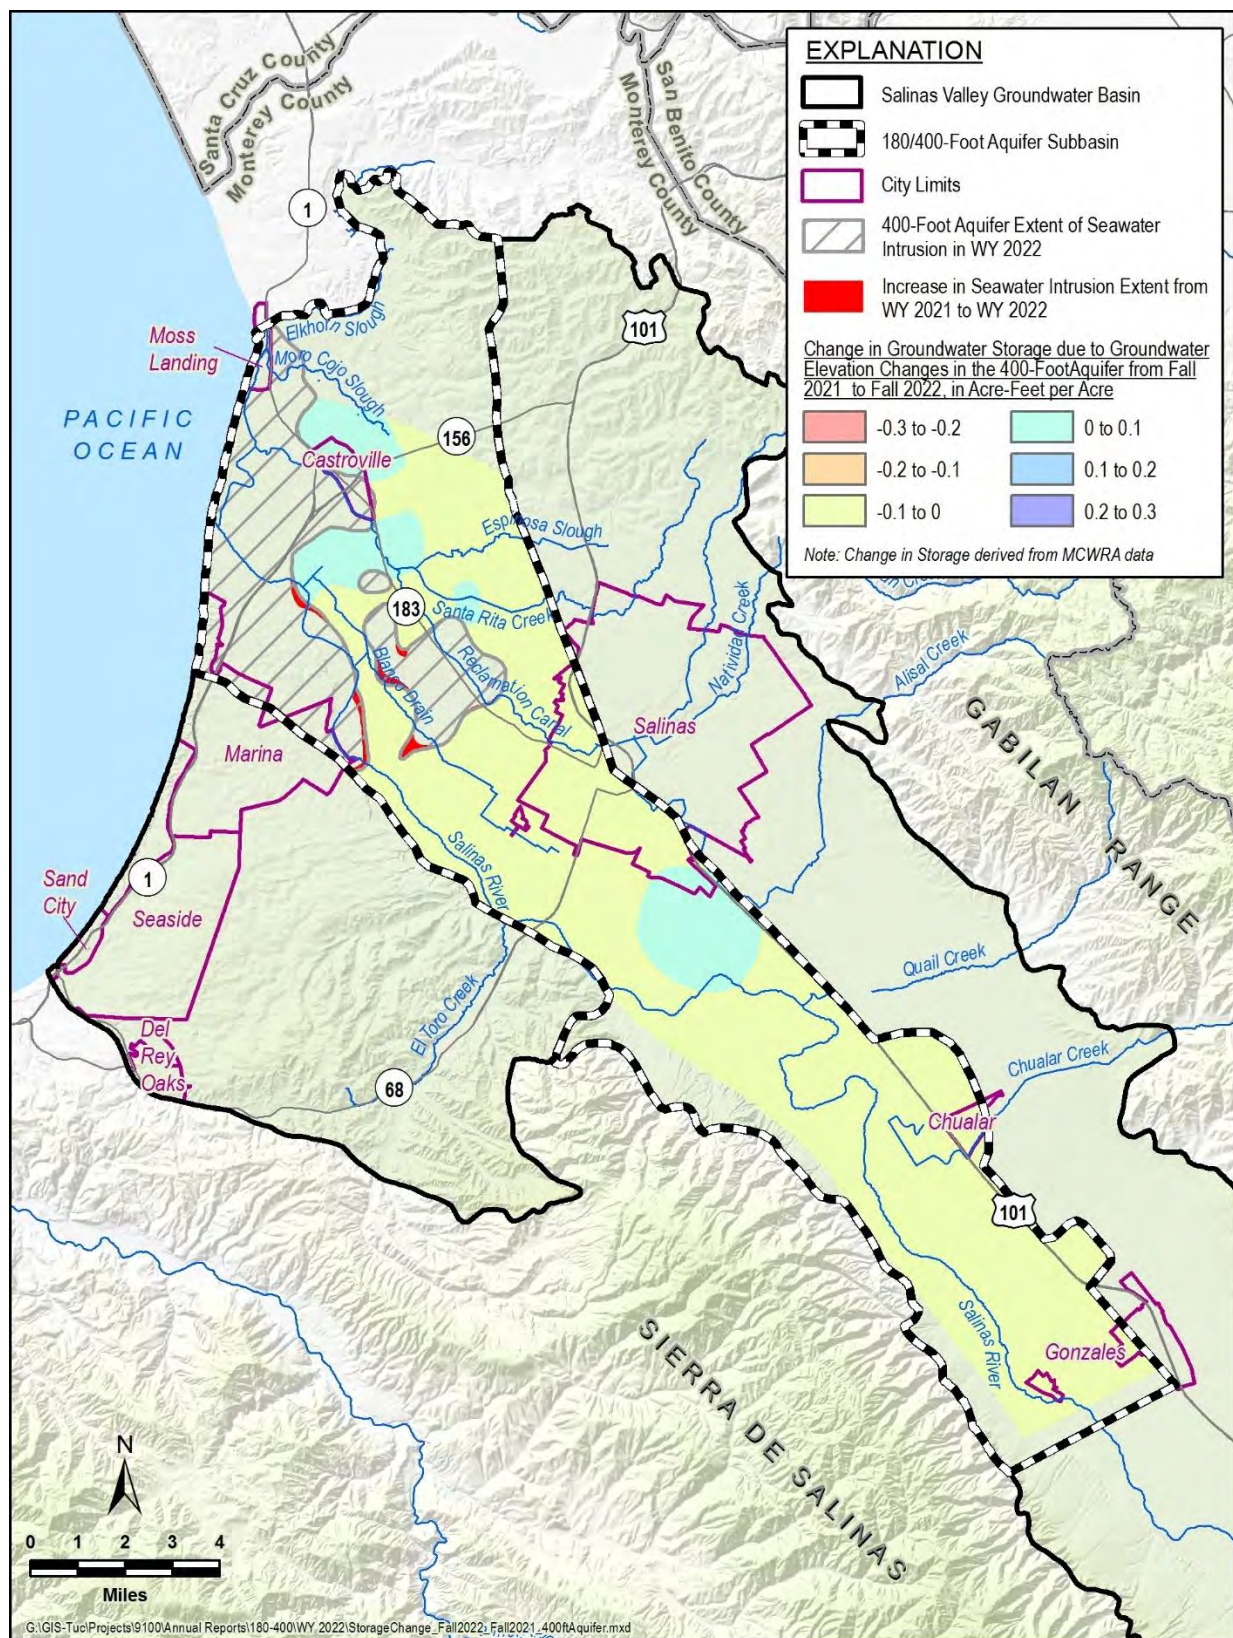 EXPLANATION
Salinas Valley Groundwater Basin
180/400-Foot Aquifer Subbasin
City Limits
400-Foot Aquifer Extent of Seawater
Intrusion in WY 2022
Increase in Seawater Intrusion Extent from
WY 2021 to WY 2022
Change in Groundwater Storage due to Groundwater
Elevation Changes in the 400-FootAquifer from Fall
2021 to Fall 2022, in Acre-Feet per Acre
-0.3 to -0.2
0 to 0.1
-0.2 to -0.1
0.1 to 0.2
-0.1 to 0
0.2 to 0.3
Note: Change in Storage derived from MCWRA data
Santa Cruz County
Monterey County
San Benito County
Monterey County
1
101
Elkhorn Slough
Moss
Landing
Moro Cojo Slough
PACIFIC
OCEAN
156
Castroville
Espinosa Slough
183
Santa Rita Creek
Natividad Creek
Alisal Creek
Blanco Drain
Reclamation Canal
Salinas
GABILAN RANGE
Marina
Salinas River
1
Sand
City
Seaside
Quail Creek
El Toro Creek
Del
Rey
Oaks
68
Chualar Creek
Chualar
101
Salinas River
Gonzales
SIERRA DE SALINAS
N
0 1 2 3 4
Miles
G:\GIS-Tuc\Projects\9100\Annual Reports\180-400\WY 2022\StorageChange_Fall2022_Fall2021_400ftAquifer.mxd